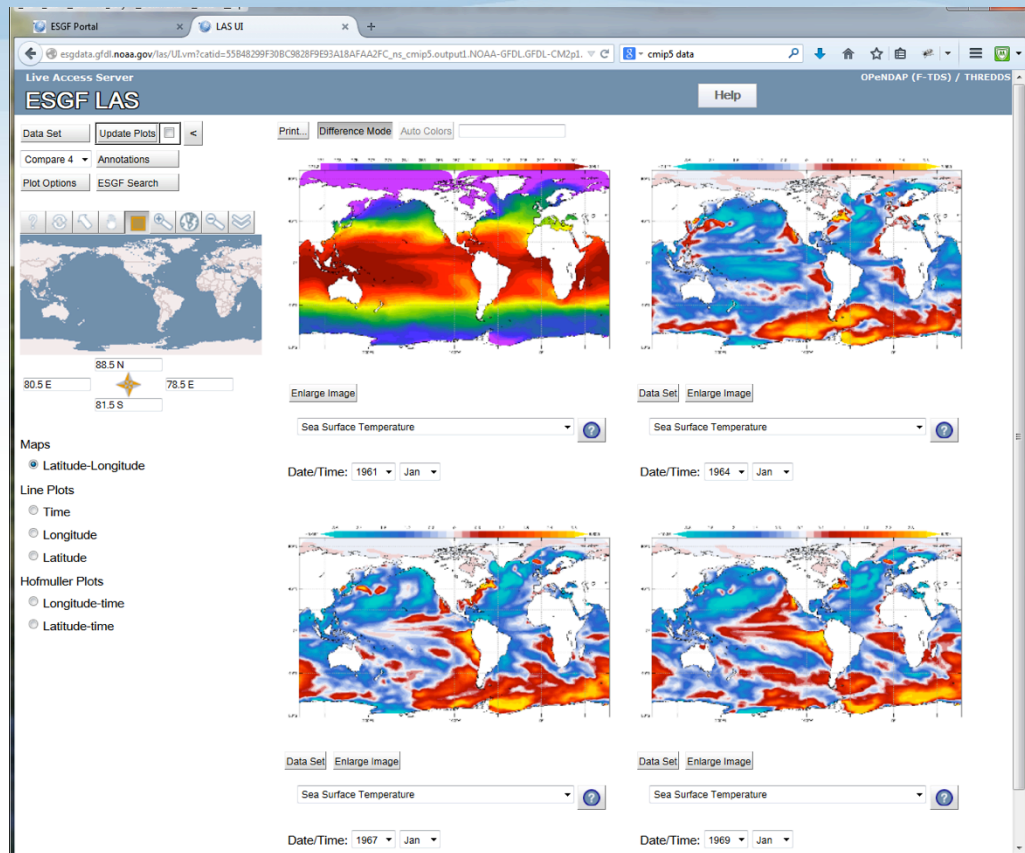 ESGF Portal
LAS UI
esgdata.gfdl.noaa.gov/las/UI.vm?catid=55B48299F30BC9828F9E93A18AFAA2FC_ns_cmip5.output1.NOAA-GFDL.GFDL-CM2p1.
cmip5 data
Live Access Server
OPeNDAP (F-TDS) / THREDDS
ESGF LAS
Help
Data Set
Update Plots
<
Compare 4
Annotations
Plot Options
ESGF Search
Print...
Difference Mode
Auto Colors
88.5 N
80.5 E
78.5 E
81.5 S
Maps
Latitude-Longitude
Line Plots
Time
Longitude
Latitude
Hofmuller Plots
Longitude-time
Latitude-time
Enlarge Image
Sea Surface Temperature
Date/Time: 1961 Jan
Data Set Enlarge Image
Sea Surface Temperature
Date/Time: 1964 Jan
Data Set Enlarge Image
Sea Surface Temperature
Date/Time: 1967 Jan
Data Set Enlarge Image
Sea Surface Temperature
Date/Time: 1969 Jan